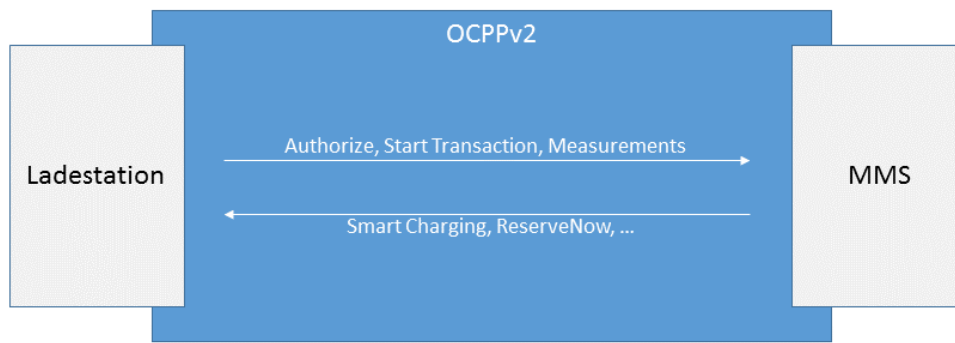 OCPPv2
Authorize, Start Transaction, Measurements
Ladestation
MMS
Smart Charging, ReserveNow, ...